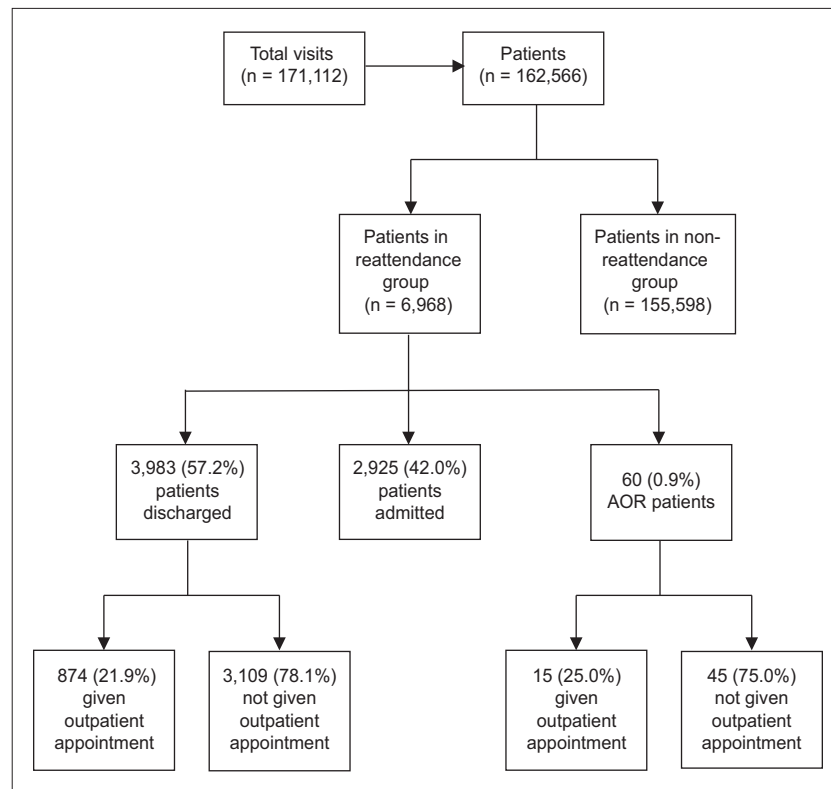 Total visits
(n = 171,112)
Patients
(n = 162,566)
Patients in
reattendance
group
(n = 6,968)
Patients in non-
reattendance
group
(n = 155,598)
3,983 (57.2%)
patients
discharged
2,925 (42.0%)
patients
admitted
60 (0.9%)
AOR patients
874 (21.9%)
given
outpatient
appointment
3,109 (78.1%)
not given
outpatient
appointment
15 (25.0%)
given
outpatient
appointment
45 (75.0%)
not given
outpatient
appointment